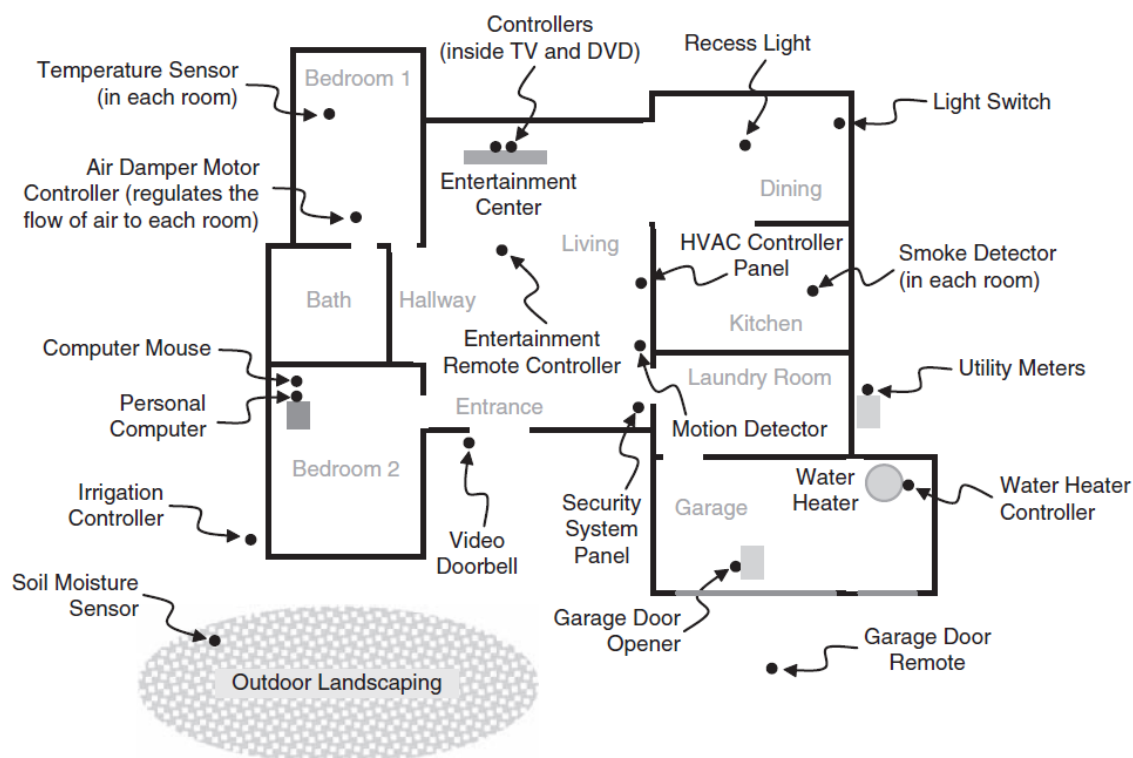 Controllers
(inside TV and DVD)
Recess Light
Temperature Sensor
(in each room)
Bedroom 1
Light Switch
Air Damper Motor
Controller (regulates the
flow of air to each room)
Entertainment
Center
Dining
Living
HVAC Controller
Panel
Smoke Detector
(in each room)
Bath
Hallway
Kitchen
Entertainment
Remote Controller
Computer Mouse
Laundry Room
Utility Meters
Personal
Computer
Entrance
Motion Detector
Bedroom 2
Water
Heater
Water Heater
Controller
Irrigation
Controller
Security
System
Panel
Garage
Video
Doorbell
Soil Moisture
Sensor
Garage Door
Opener
Garage Door
Remote
Outdoor Landscaping